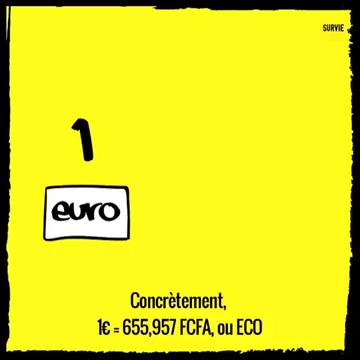 SURVIE
1
euro
Concrètement,
1€ = 655,957 FCFA, ou ECO